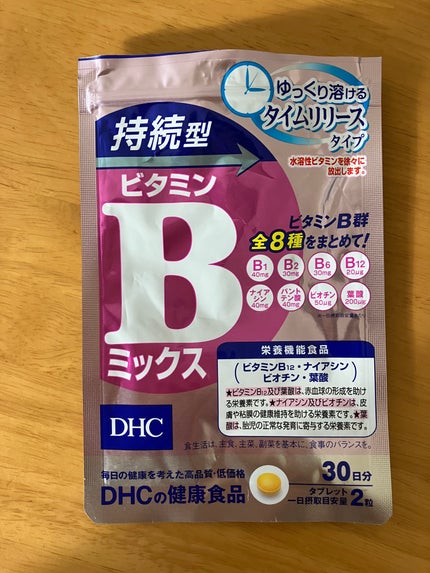 ゆっくり溶ける
タイムリリース
タイプ
水溶性ビタミンを徐々に
放出します。
持続型
ビタミン
B
ミックス
ビタミンB群
全8種をまとめて!
B1
40mg
B2
30mg
B6
30mg
B12
20μg
ナイア
シン
40mg
パント
テン酸
40mg
ビオチン
50μg
葉酸
200μg
栄養機能食品
(ビタミンB12・ナイアシン
ビオチン・葉酸)
★ビタミンB12及び葉酸は、赤血球の形成を助け
る栄養素です。★ナイアシン及びビオチンは、皮
膚や粘膜の健康維持を助ける栄養素です。★葉
酸は、胎児の正常な発育に寄与する栄養素です。
DHC
食生活は、主食、主菜、副菜を基本に、食事のバランスを。
毎日の健康を考えた高品質・低価格
DHCの健康食品
30日分
タブレット
一日摂取目安量2粒